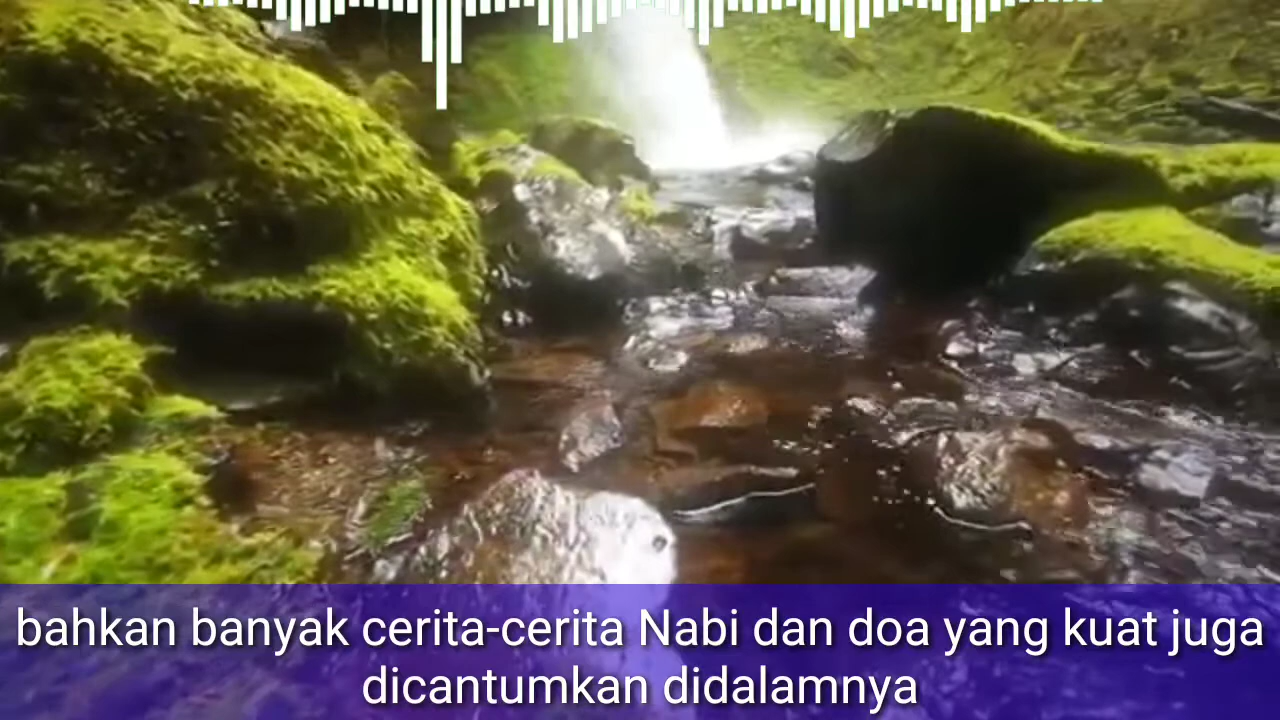 bahkan banyak cerita-cerita Nabi dan doa yang kuat juga
dicantumkan didalamnya